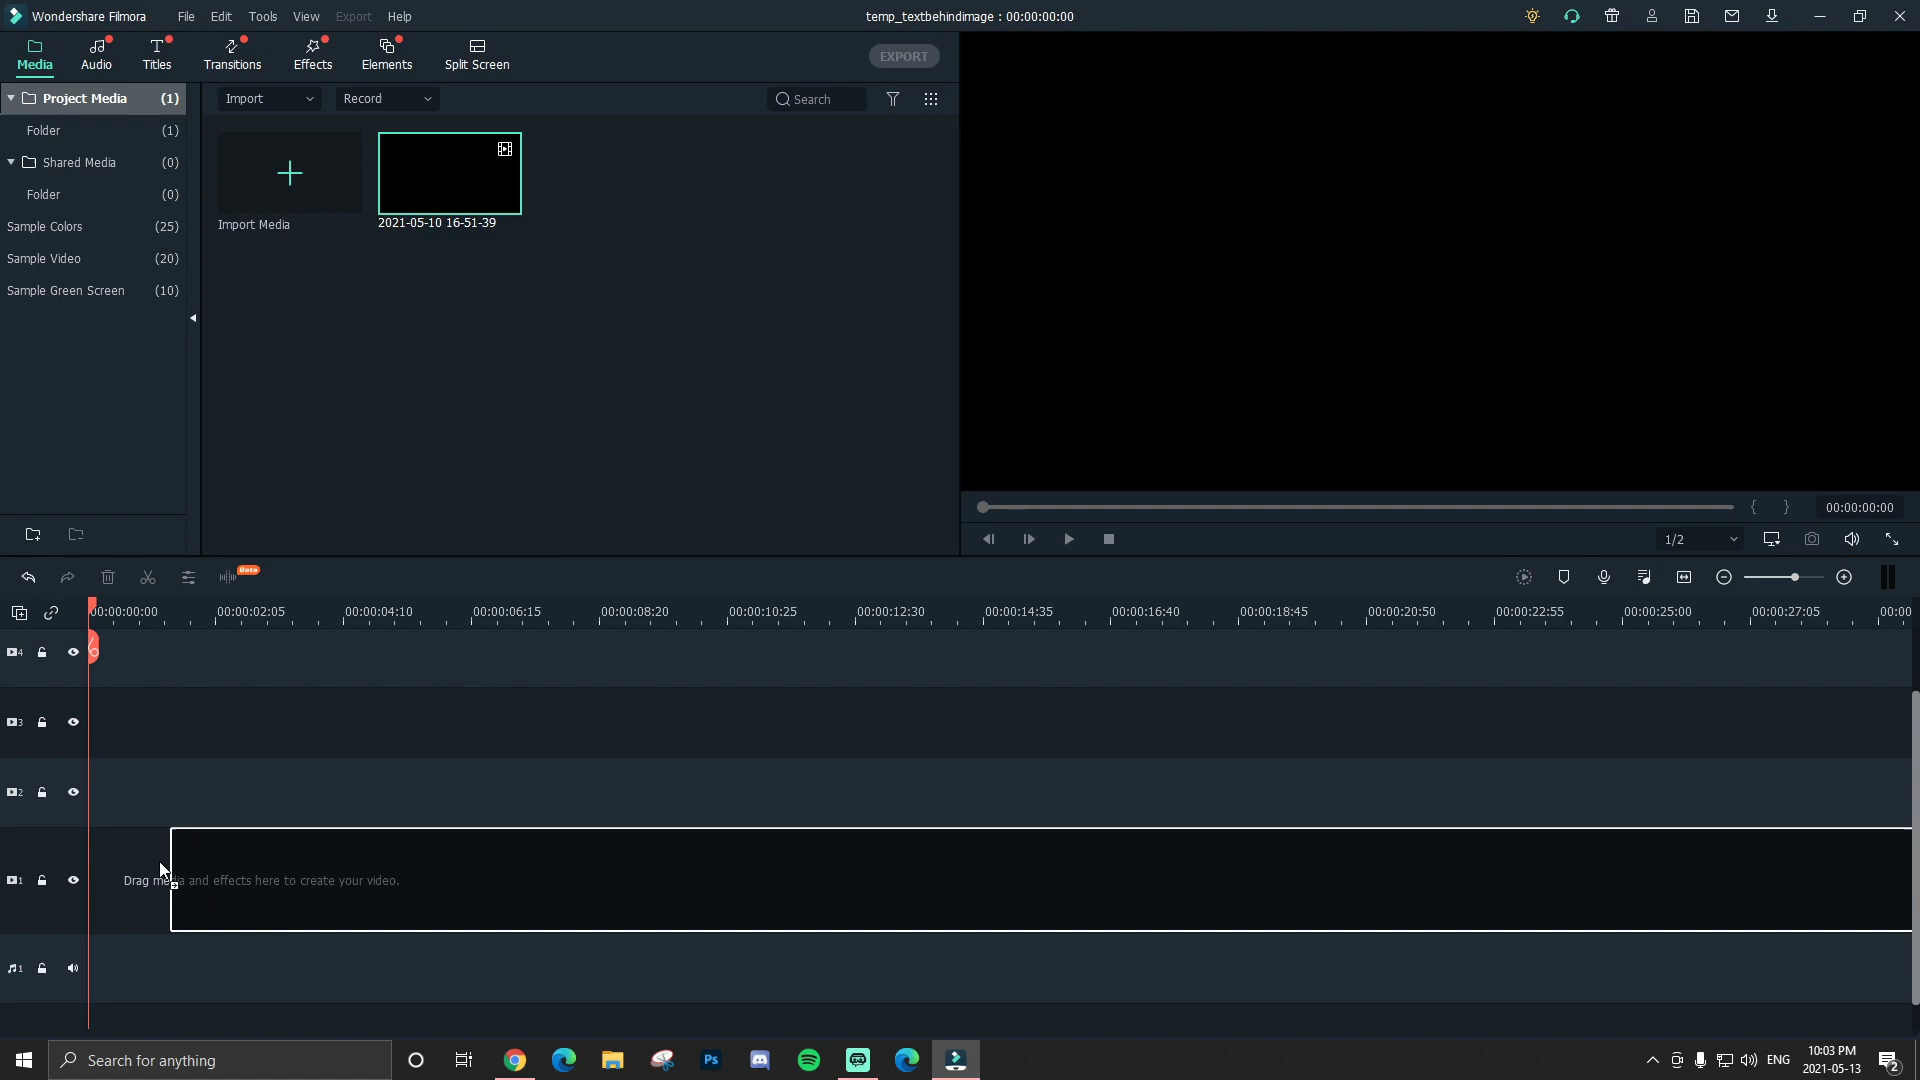 Wondershare Filmora File Edit Tools View Export Help temp_textbehindimage : 00:00:00:00
Media Audio Titles Transitions Effects Elements Split Screen EXPORT
Project Media (1) Import Record Search
Folder (1)
Shared Media (0)
Folder (0)
Sample Colors (25)
Sample Video (20)
Sample Green Screen (10)
Import Media 2021-05-10 16-51-39
{ } 00:00:00:00
1/2
Beta
00:00:00:00 00:00:02:05 00:00:04:10 00:00:06:15 00:00:08:20 00:00:10:25 00:00:12:30 00:00:14:35 00:00:16:40 00:00:18:45 00:00:20:50 00:00:22:55 00:00:25:00 00:00:27:05 00:00
4
3
2
1 Drag media and effects here to create your video.
1
Search for anything Ps ENG 10:03 PM
2021-05-13 2